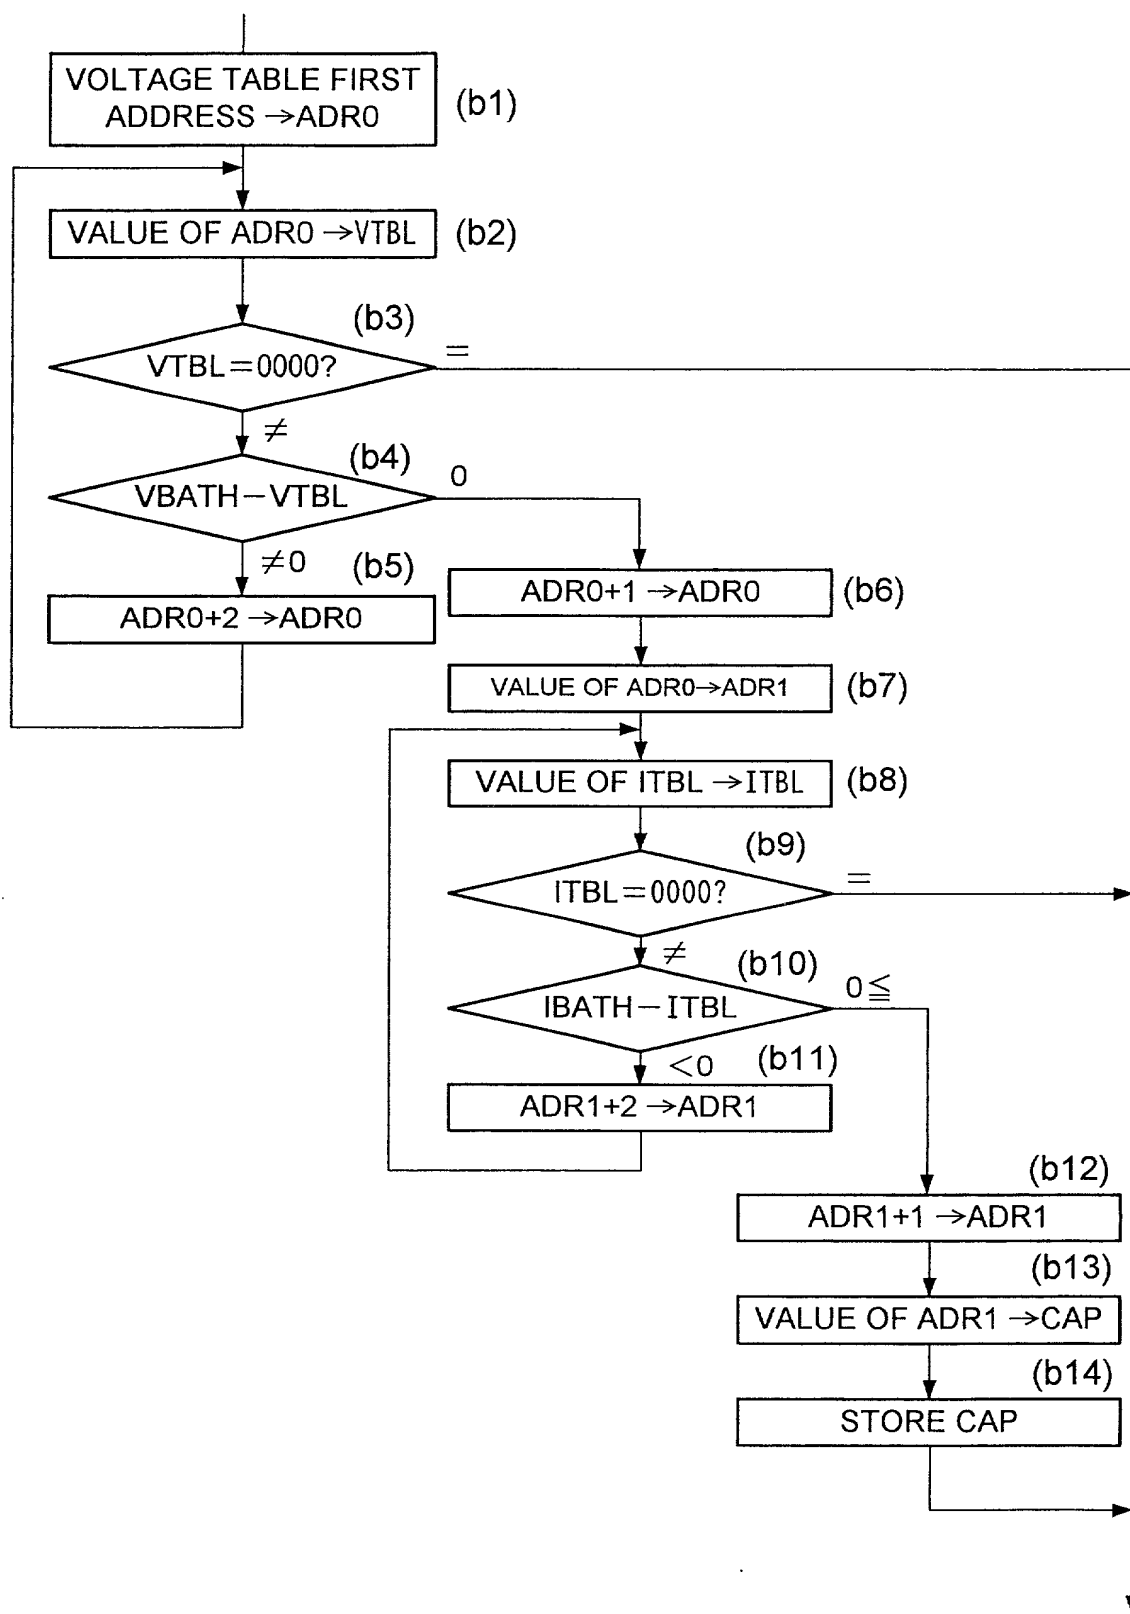 VOLTAGE TABLE FIRST
ADDRESS →ADR0
(b1)
VALUE OF ADR0 →VTBL
(b2)
(b3)
VTBL=0000?
=
≠
(b4)
VBATH−VTBL
0
≠0
(b5)
ADR0+2 →ADR0
ADR0+1 →ADR0
(b6)
VALUE OF ADR0→ADR1
(b7)
VALUE OF ITBL →ITBL
(b8)
(b9)
ITBL=0000?
=
≠
(b10)
IBATH−ITBL
0≦
<0
(b11)
ADR1+2 →ADR1
(b12)
ADR1+1 →ADR1
(b13)
VALUE OF ADR1 →CAP
(b14)
STORE CAP